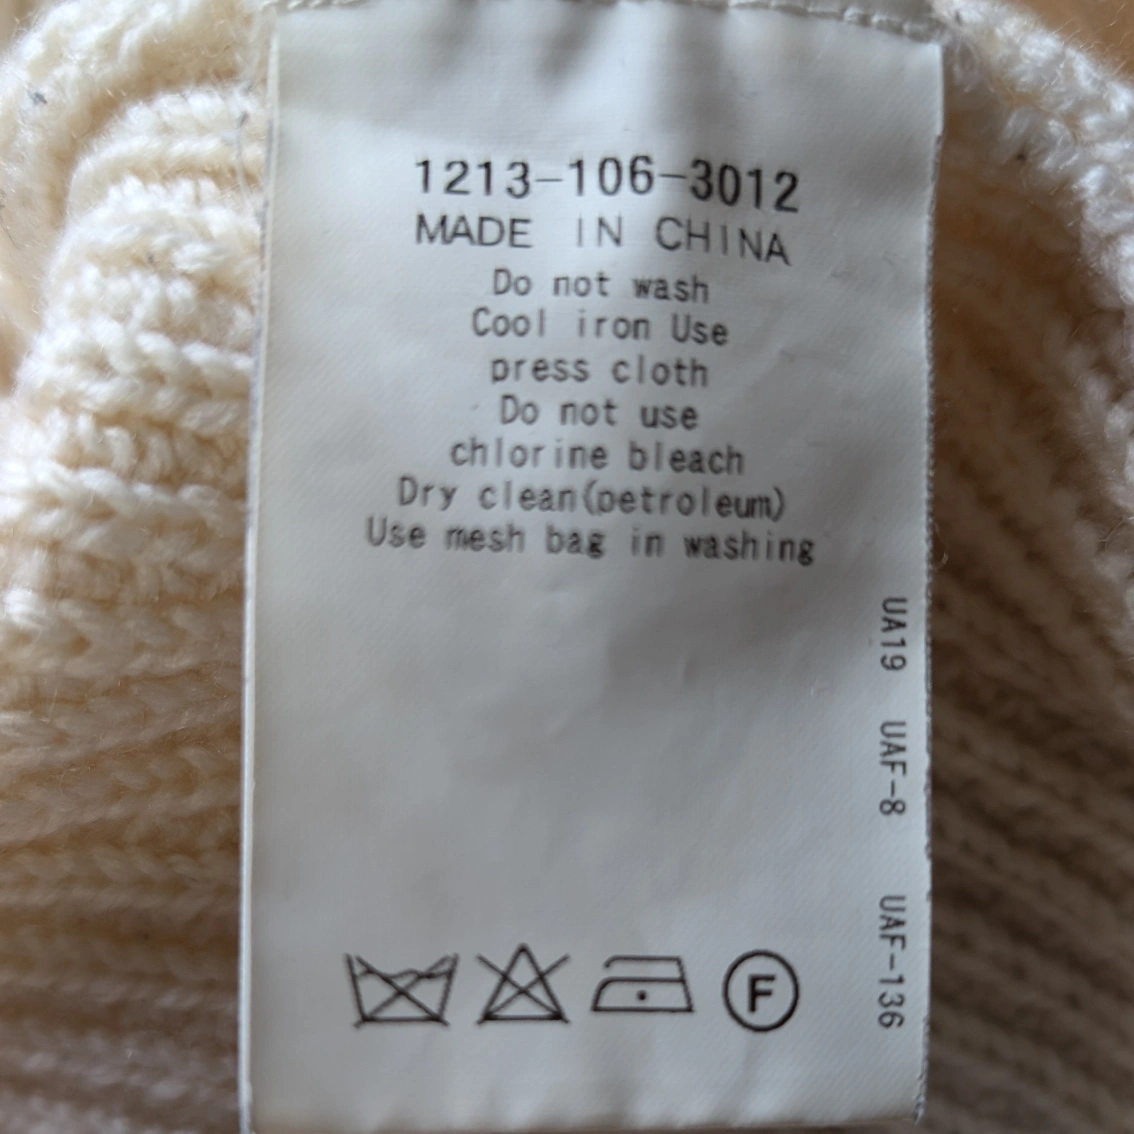 1213-106-3012
MADE IN CHINA
Do not wash
Cool iron Use
press cloth
Do not use
chlorine bleach
Dry clean(petroleum)
Use mesh bag in washing
UA19 UAF-8 UAF-136
F